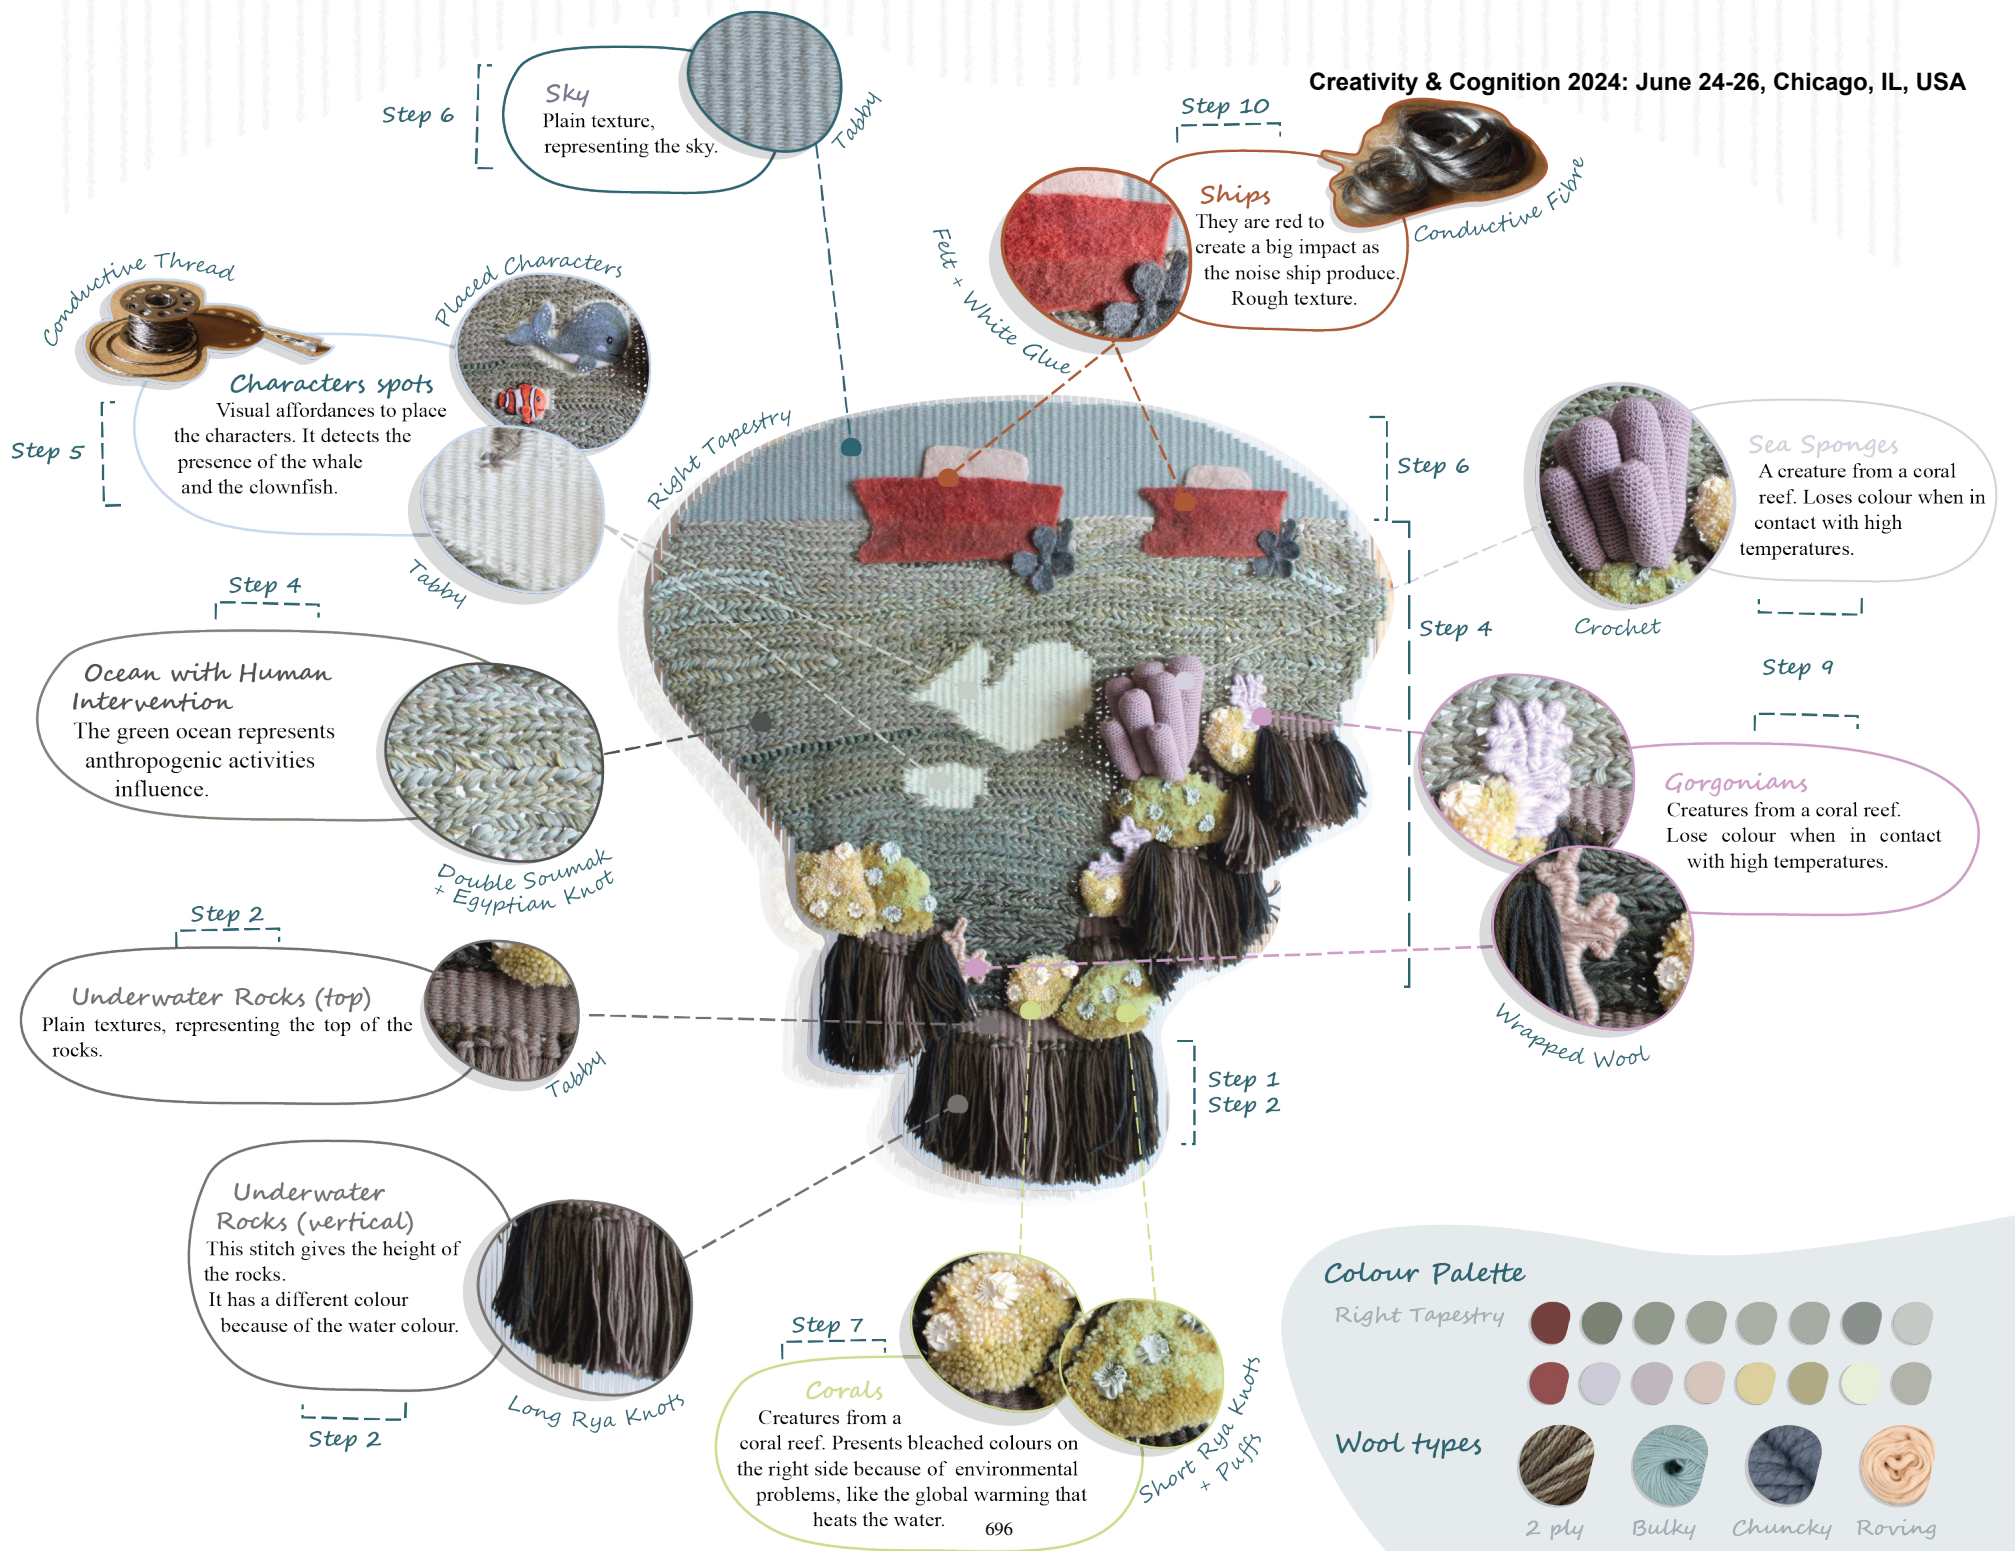 Creativity & Cognition 2024: June 24-26, Chicago, IL, USA
Step 6
Sky
Plain texture,
representing the sky.
Tabby
Step 10
Ships
They are red to
create a big impact as
the noise ship produce.
Rough texture.
Conductive Fibre
Felt + White Glue
Conductive Thread
Placed Characters
Characters spots
Visual affordances to place
the characters. It detects the
presence of the whale
and the clownfish.
Step 5
Tabby
Right Tapestry
Step 6
Step 4
Sea Sponges
A creature from a coral
reef. Loses colour when in
contact with high
temperatures.
Crochet
Step 9
Step 4
Ocean with Human
Intervention
The green ocean represents
anthropogenic activities
influence.
Double Soumak
+ Egyptian Knot
Gorgonians
Creatures from a coral reef.
Lose colour when in contact
with high temperatures.
Wrapped Wool
Step 2
Underwater Rocks (top)
Plain textures, representing the top of the
rocks.
Tabby
Step 1
Step 2
Underwater
Rocks (vertical)
This stitch gives the height of
the rocks.
It has a different colour
because of the water colour.
Long Rya Knots
Step 2
Step 7
Corals
Creatures from a
coral reef. Presents bleached colours on
the right side because of environmental
problems, like the global warming that
heats the water.
Short Rya Knots
+ Puffs
696
Colour Palette
Right Tapestry
Wool types
2 ply
Bulky
Chuncky
Roving